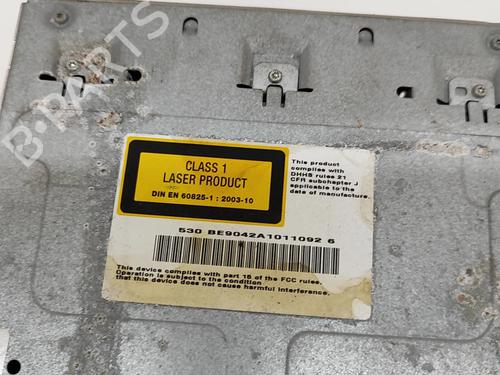 B-PARTS
CLASS 1
LASER PRODUCT
DIN EN 60825-1 : 2003-10
This product
complies with
DHHS rules 21
CFR subchapter J
applicable to the
date of manufacture.
530 BE9042A1011092 6
This device complies with part 15 of the FCC rules.
Operation is subject to the condition
that this device does not cause harmful interference.